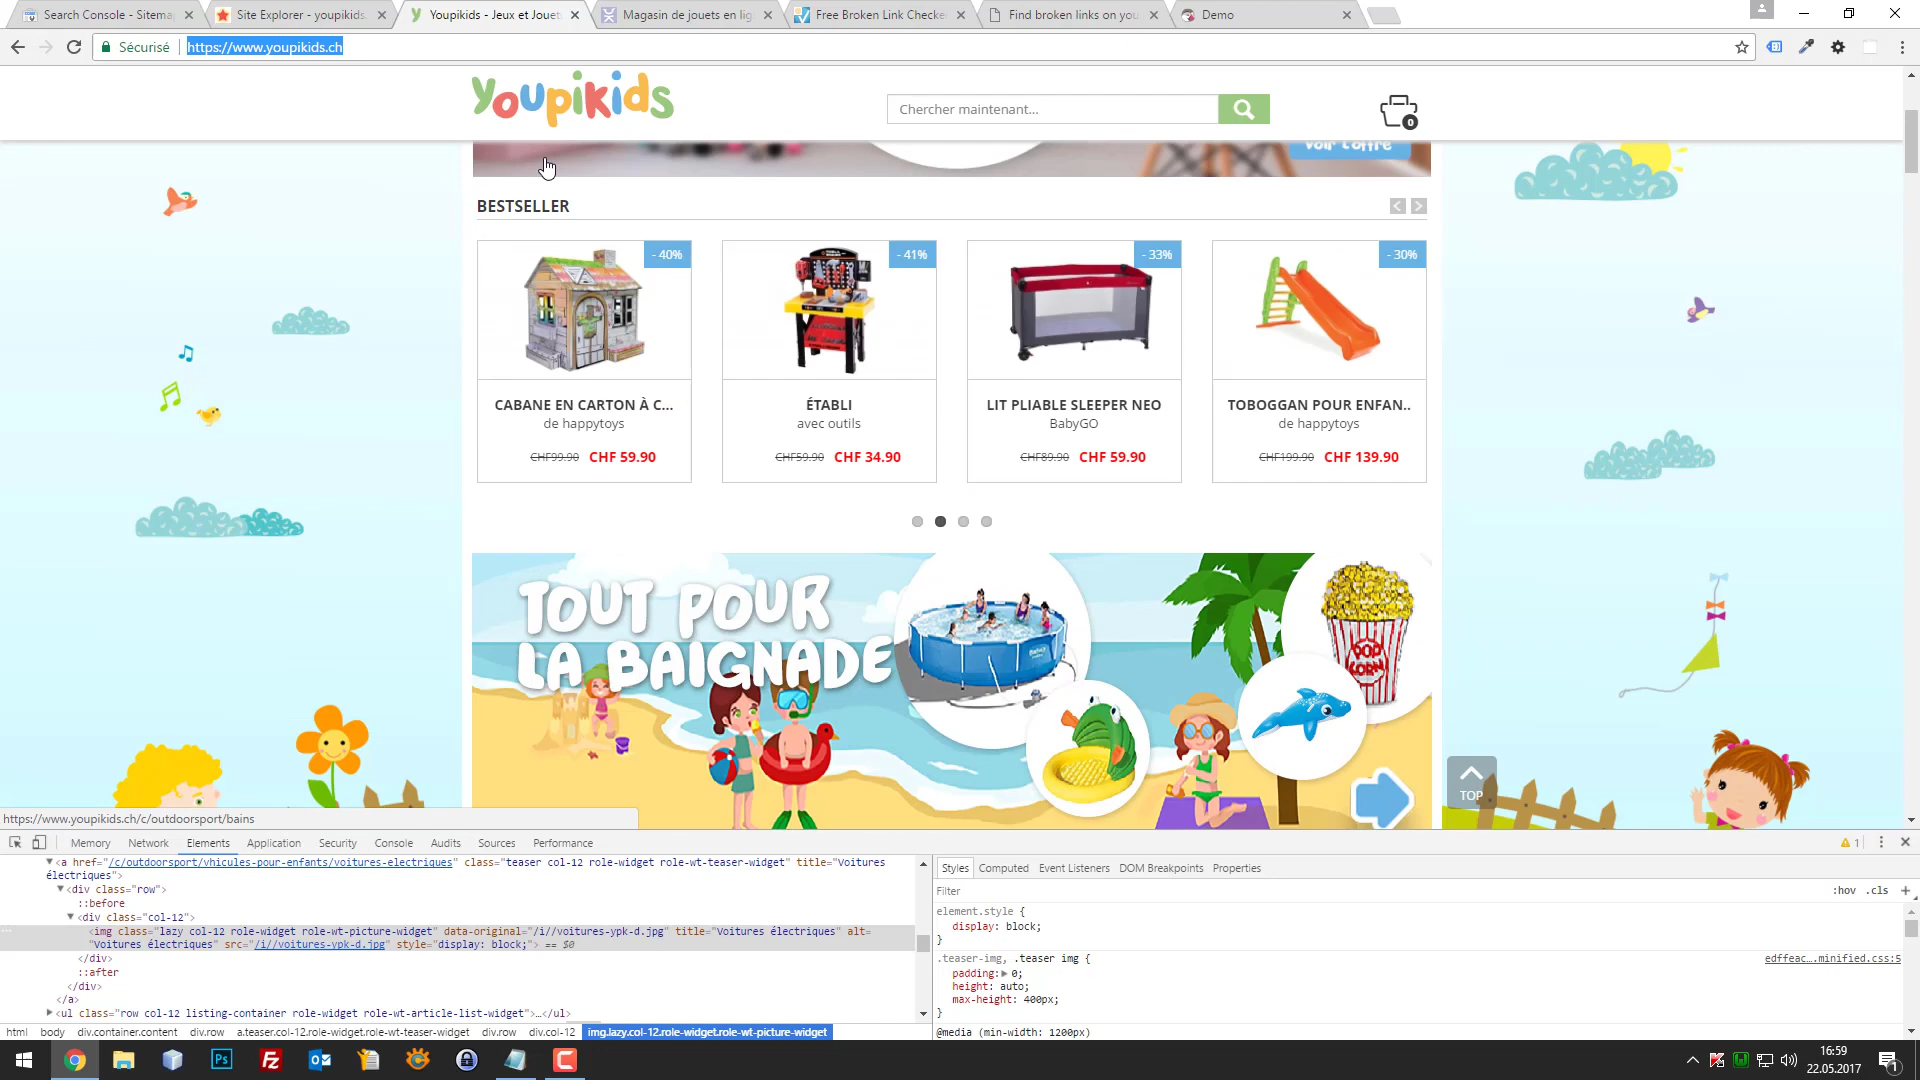 Search Console - Sitema
Site Explorer - youpikids.
Youpikids - Jeux et Jouet
Magasin de jouets en lig
Free Broken Link Checke
Find broken links on you
Demo
Sécurisé
https://www.youpikids.ch
Youpikids
Chercher maintenant...
0
Voir l'offre
BESTSELLER
- 40%
- 41%
- 33%
- 30%
CABANE EN CARTON À C...
de happytoys
CHF99.90 CHF 59.90
ÉTABLI
avec outils
CHF59.90 CHF 34.90
LIT PLIABLE SLEEPER NEO
BabyGO
CHF89.90 CHF 59.90
TOBOGGAN POUR ENFAN..
de happytoys
CHF199.90 CHF 139.90
TOUT POUR
LA BAIGNADE
POP
CORN
TOP
https://www.youpikids.ch/c/outdoorsport/bains
Memory Network Elements Application Security Console Audits Sources Performance
1
<a href="/c/outdoorsport/vhicules-pour-enfants/voitures-electriques" class="teaser col-12 role-widget role-wt-teaser-widget" title="Voitures
électriques">
<div class="row">
::before
<div class="col-12">
<img class="lazy col-12 role-widget role-wt-picture-widget" data-original="/i//voitures-ypk-d.jpg" title="Voitures électriques" alt=
"Voitures électriques" src="/i//voitures-ypk-d.jpg" style="display: block;"> == $0
</div>
::after
</div>
</a>
<ul class="row col-12 listing-container role-widget role-wt-article-list-widget">…</ul>
html body div.container.content div.row a.teaser.col-12.role-widget.role-wt-teaser-widget div.row div.col-12 img.lazy.col-12.role-widget.role-wt-picture-widget
Styles Computed Event Listeners DOM Breakpoints Properties
Filter
:hov .cls +
element.style {
display: block;
}
.teaser-img, .teaser img {
edffeac….minified.css:5
padding: 0;
height: auto;
max-height: 400px;
}
@media (min-width: 1200px)
16:59
22.05.2017
1